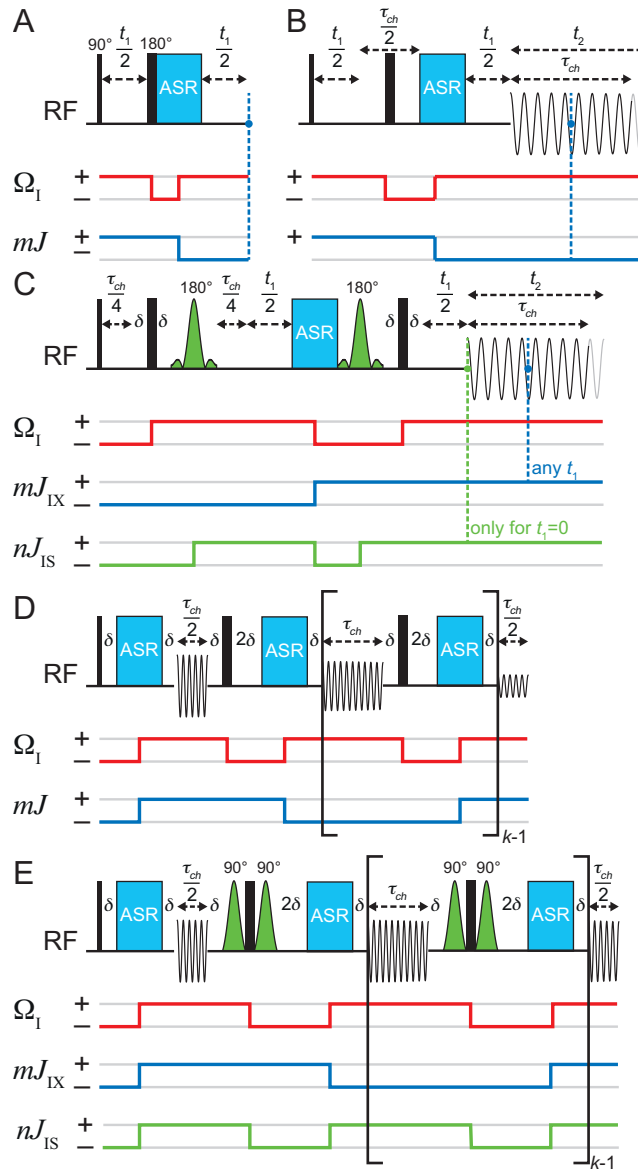 A
90° t1/2 180° t1/2
ASR
RF
ΩI + −
mJ + −
B
t1/2 τch/2 t1/2 t2
τch
ASR
+ −
+
C
τch/4 δ δ 180° τch/4 t1/2 180° δ δ t1/2 t2
τch
ASR
RF
ΩI + −
mJIX + −
any t1
nJIS + −
only for t1=0
D
δ δ τch/2 δ 2δ δ τch δ 2δ δ τch/2
ASR ASR ASR
RF
ΩI + −
mJ + −
k-1
E
δ δ τch/2 90° 90° 2δ δ τch 90° 90° 2δ δ τch/2
ASR ASR ASR
RF
ΩI + −
mJIX + −
nJIS + −
k-1